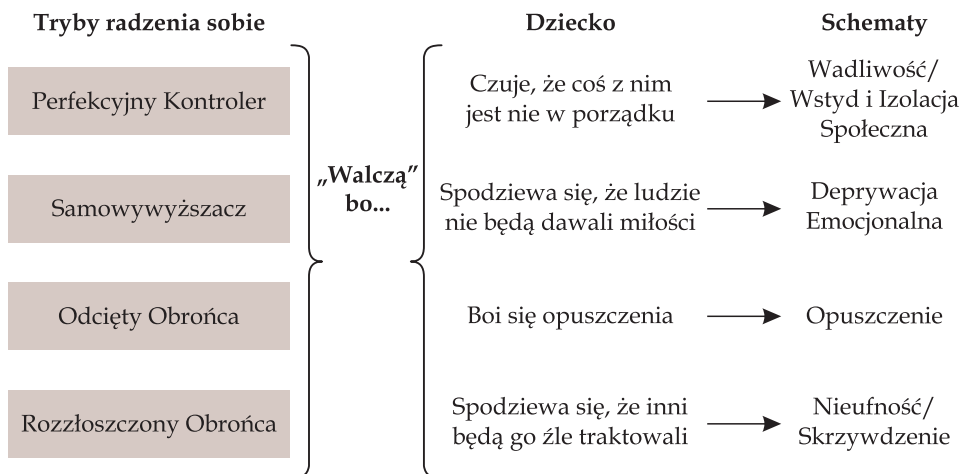 Tryby radzenia sobie
Dziecko
Schematy
Perfekcyjny Kontroler
Samowywyższacz
Odcięty Obrońca
Rozzłoszczony Obrońca
„Walczą”
bo...
Czuje, że coś z nim
jest nie w porządku
Wadliwość/
Wstyd i Izolacja
Społeczna
Spodziewa się, że ludzie
nie będą dawali miłości
Deprywacja
Emocjonalna
Boi się opuszczenia
Opuszczenie
Spodziewa się, że inni
będą go źle traktowali
Nieufność/
Skrzywdzenie